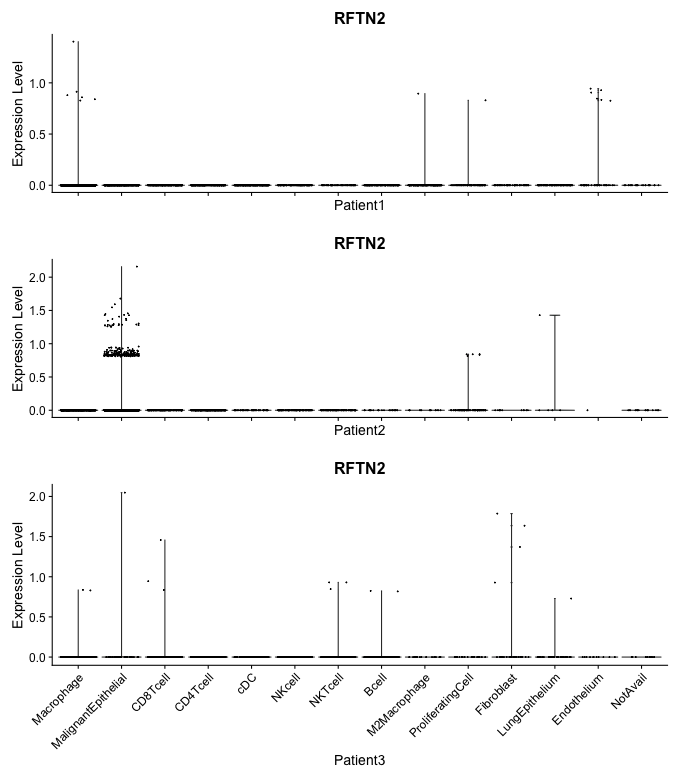 RFTN2
Expression Level
1.0
0.5
0.0
Patient1
RFTN2
Expression Level
2.0
1.5
1.0
0.5
0.0
Patient2
RFTN2
Expression Level
2.0
1.5
1.0
0.5
0.0
Macrophage
MalignantEpithelial
CD8Tcell
CD4Tcell
cDC
NKcell
NKTcell
Bcell
M2Macrophage
ProliferatingCell
Fibroblast
LungEpithelium
Endothelium
NotAvail
Patient3